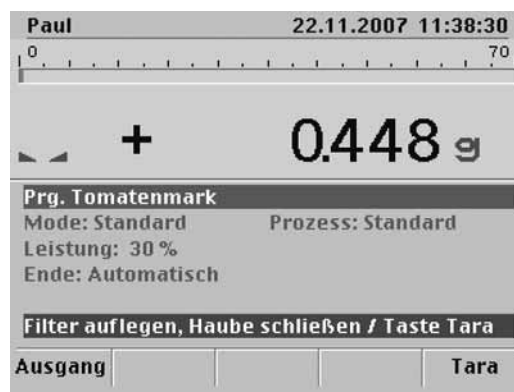 Paul 22.11.2007 11:38:30
0 70
+ 0.448 g
Prg. Tomatenmark
Mode: Standard Prozess: Standard
Leistung: 30 %
Ende: Automatisch
Filter auflegen, Haube schließen / Taste Tara
Ausgang Tara